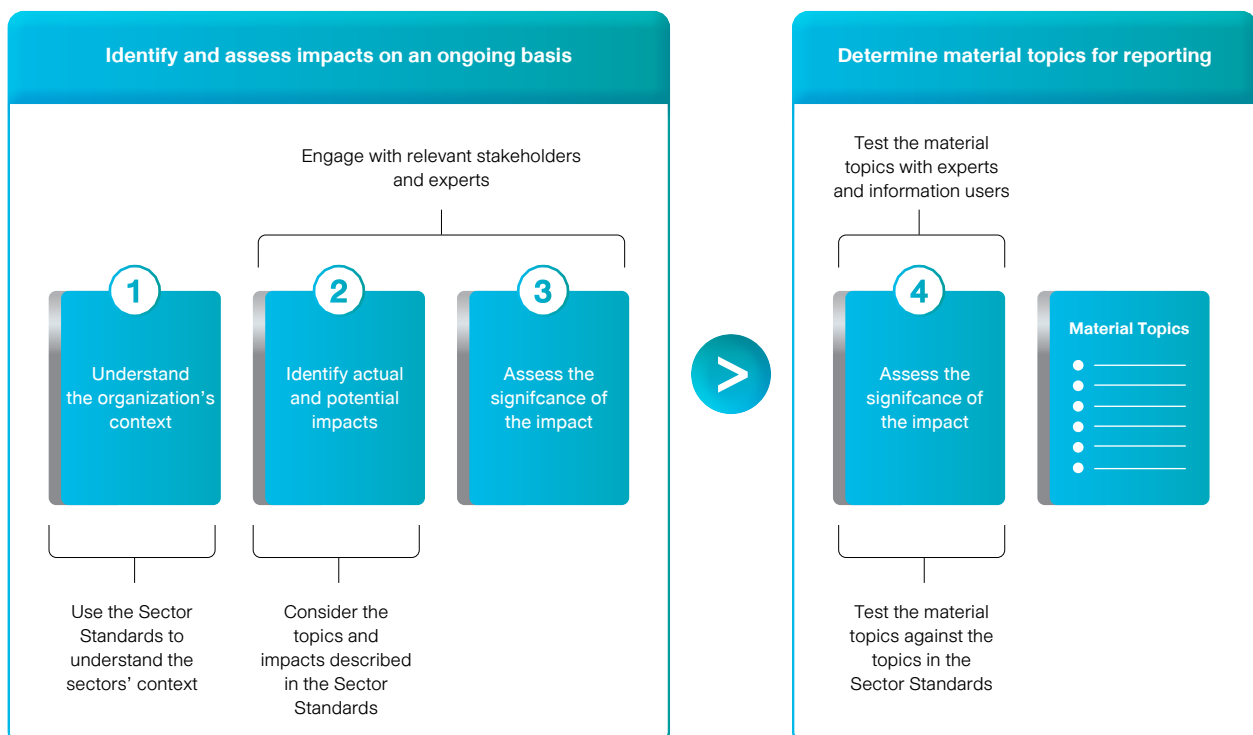 Identify and assess impacts on an ongoing basis
Engage with relevant stakeholders
and experts
1
Understand
the organization's
context
2
Identify actual
and potential
impacts
3
Assess the
signifcance of
the impact
Use the Sector
Standards to
understand the
sectors' context
Consider the
topics and
impacts described
in the Sector
Standards
>
Determine material topics for reporting
Test the material
topics with experts
and information users
4
Assess the
signifcance of
the impact
Material Topics
Test the material
topics against the
topics in the
Sector Standards